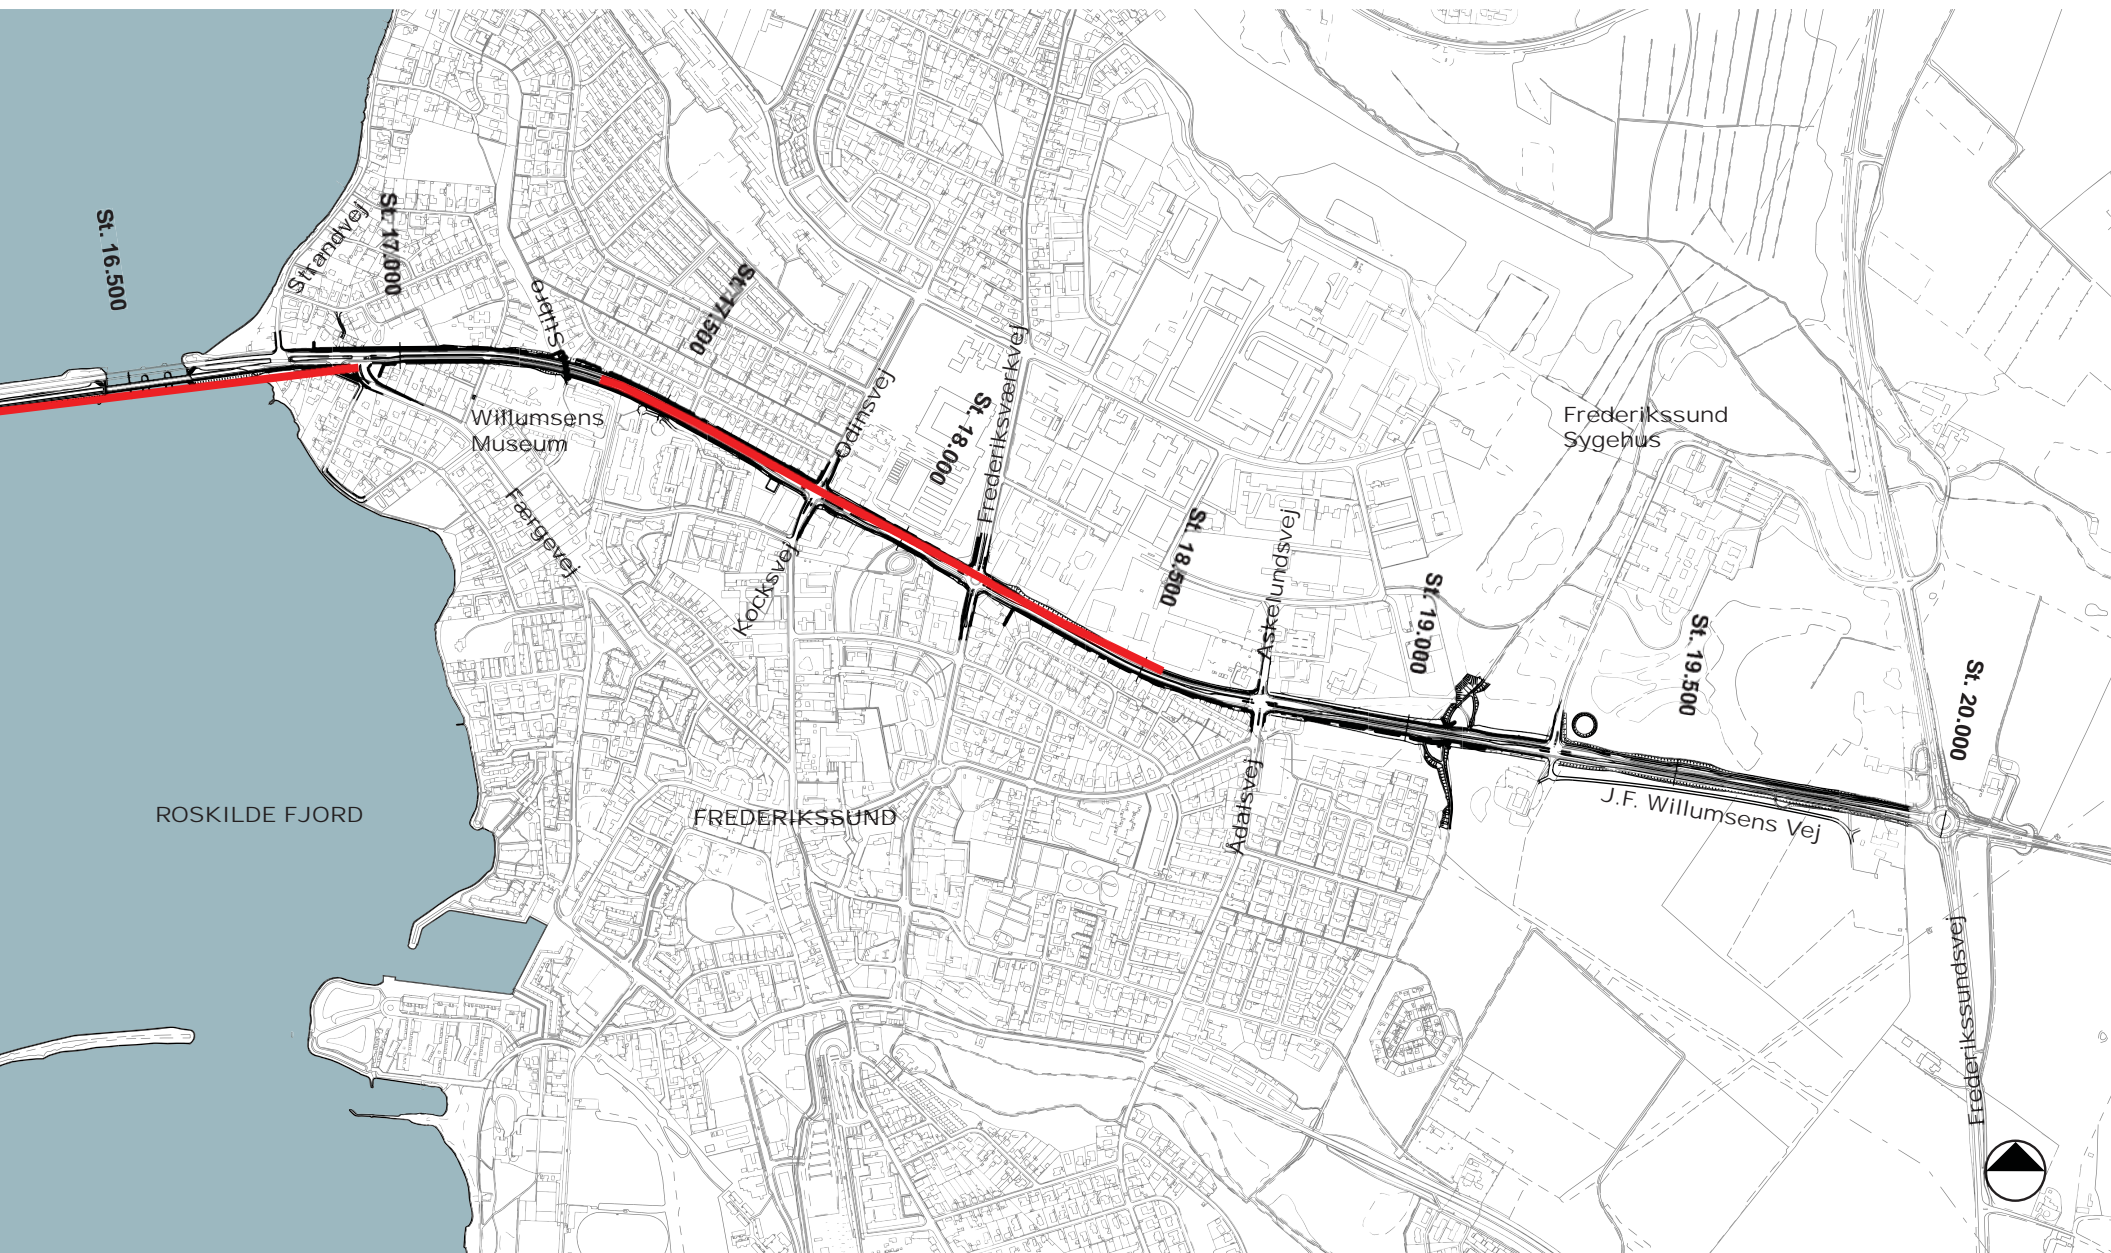 St. 16.500
Strandvej
St. 17.000
Stubro
St. 17.500
Odinsvej
St. 18.000
Frederiksværkvej
Willumsens
Museum
Færgevej
Kocksvej
St. 18.500
Askelundsvej
St. 19.000
Frederikssund
Sygehus
St. 19.500
St. 20.000
J.F. Willumsens Vej
Ådalsvej
ROSKILDE FJORD
FREDERIKSSUND
Frederikssundsvej